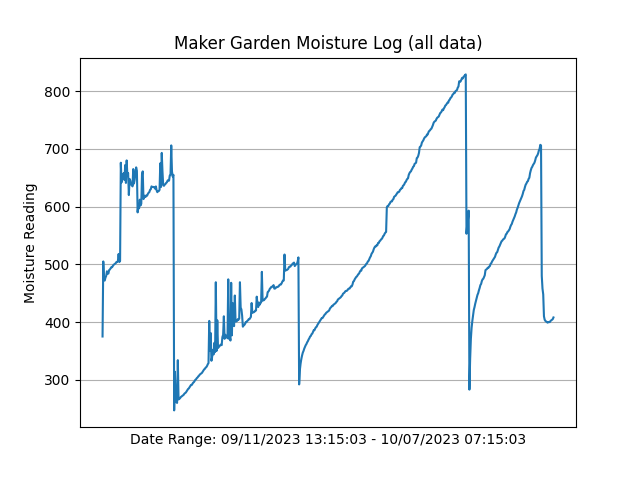 Maker Garden Moisture Log (all data)
800
700
600
500
400
300
Moisture Reading
Date Range: 09/11/2023 13:15:03 - 10/07/2023 07:15:03